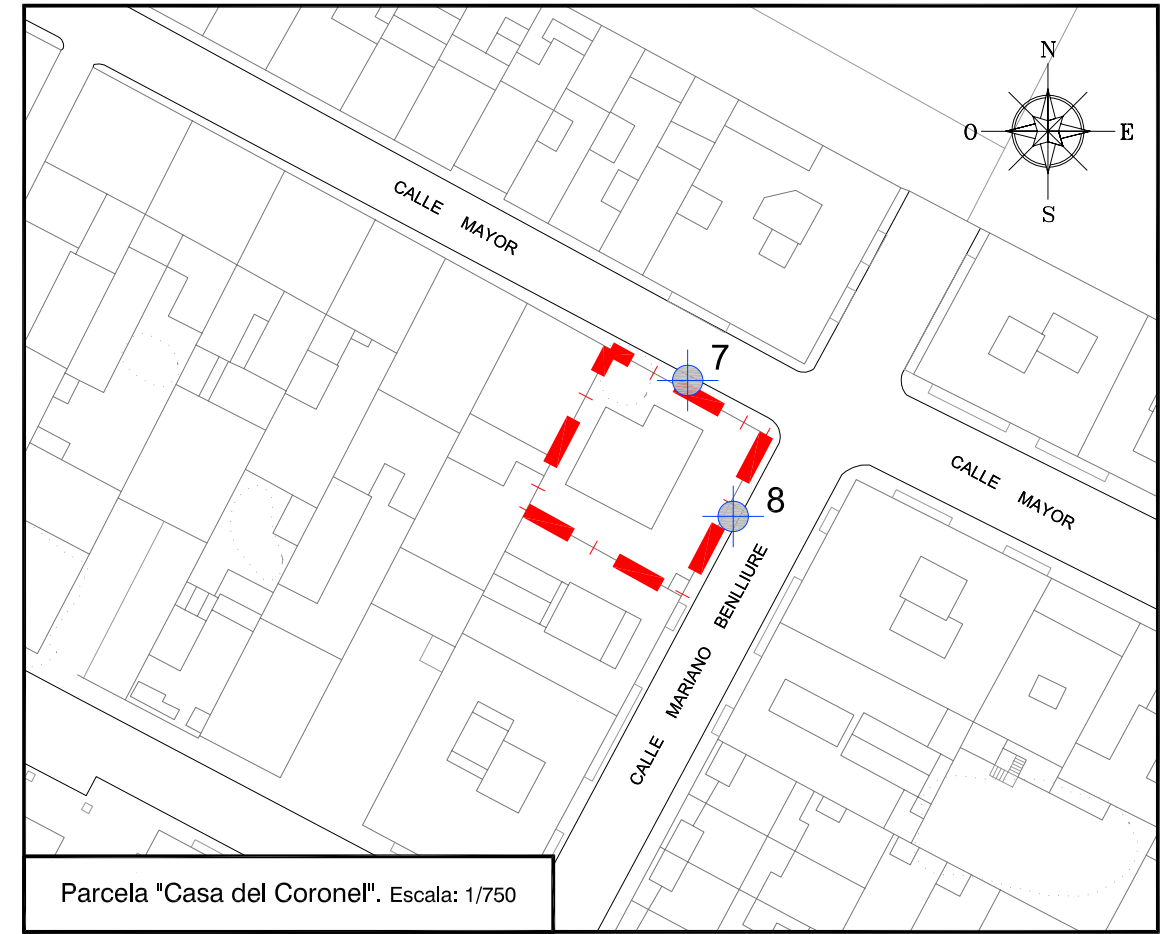 N
O
E
S
CALLE MAYOR
7
8
CALLE MAYOR
CALLE MARIANO BENLLIURE
Parcela "Casa del Coronel". Escala: 1/750